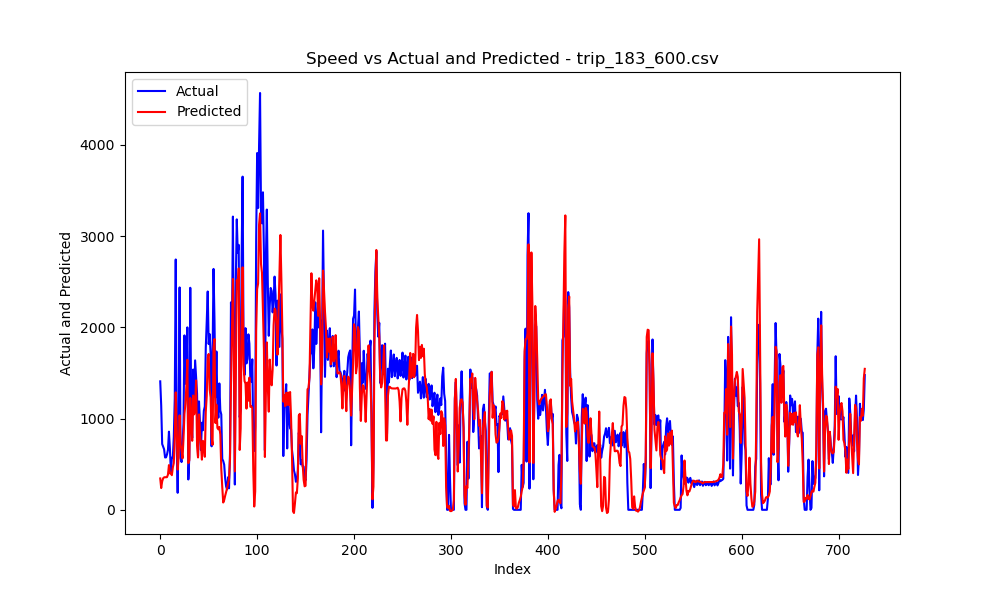 Speed vs Actual and Predicted - trip_183_600.csv
Actual
Predicted
4000
3000
2000
1000
0
Actual and Predicted
0 100 200 300 400 500 600 700
Index